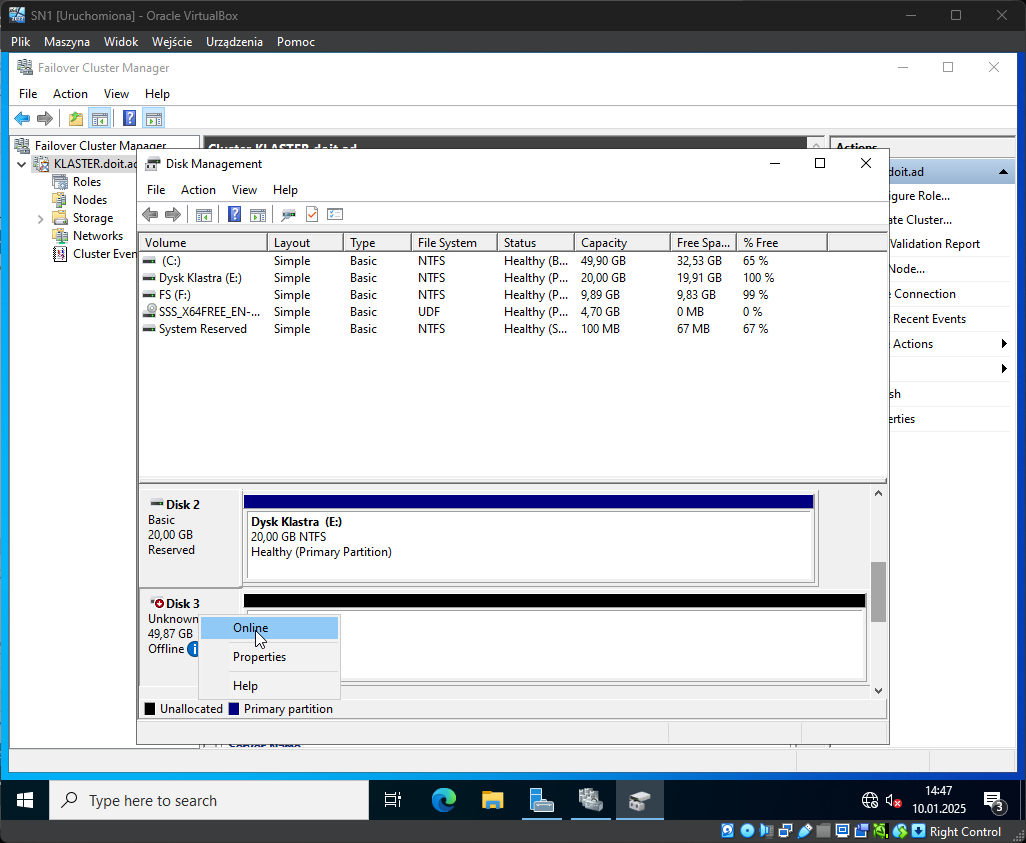 SN1 [Uruchomiona] - Oracle VirtualBox
Plik Maszyna Widok Wejście Urządzenia Pomoc
Failover Cluster Manager
File Action View Help
Failover Cluster Manager
KLASTER.doit.ad
Roles
Nodes
Storage
Networks
Cluster Even
Cluster KLASTER.doit.ad
Actions
doit.ad
igure Role...
ate Cluster...
Validation Report
Node...
Connection
Recent Events
Actions
sh
erties
Disk Management
File Action View Help
Volume Layout Type File System Status Capacity Free Spa... % Free
(C:) Simple Basic NTFS Healthy (B... 49,90 GB 32,53 GB 65 %
Dysk Klastra (E:) Simple Basic NTFS Healthy (P... 20,00 GB 19,91 GB 100 %
FS (F:) Simple Basic NTFS Healthy (P... 9,89 GB 9,83 GB 99 %
SSS_X64FREE_EN-... Simple Basic UDF Healthy (P... 4,70 GB 0 MB 0 %
System Reserved Simple Basic NTFS Healthy (S... 100 MB 67 MB 67 %
Disk 2
Basic
20,00 GB
Reserved
Dysk Klastra (E:)
20,00 GB NTFS
Healthy (Primary Partition)
Disk 3
Unknown
49,87 GB
Offline
Online
Properties
Help
Unallocated Primary partition
Server Name
Type here to search
14:47
10.01.2025
3
Right Control